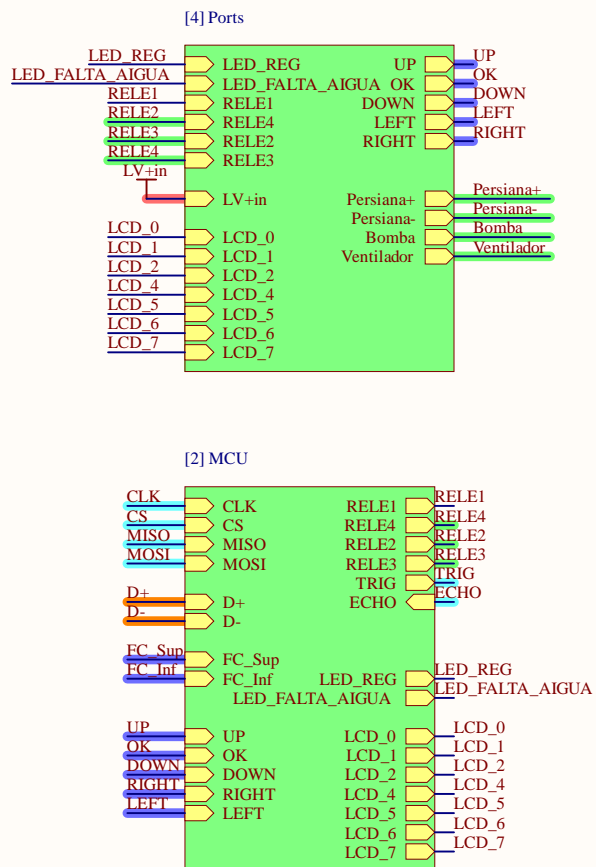 [4] Ports
LED_REG
LED_FALTA_AIGUA
RELE1
RELE2
RELE3
RELE4
LV+in
LCD_0
LCD_1
LCD_2
LCD_4
LCD_5
LCD_6
LCD_7
LED_REG
LED_FALTA_AIGUA
RELE1
RELE4
RELE2
RELE3
LV+in
LCD_0
LCD_1
LCD_2
LCD_4
LCD_5
LCD_6
LCD_7
UP
OK
DOWN
LEFT
RIGHT
Persiana+
Persiana-
Bomba
Ventilador
UP
OK
DOWN
LEFT
RIGHT
Persiana+
Persiana-
Bomba
Ventilador
[2] MCU
CLK
CS
MISO
MOSI
D+
D-
FC_Sup
FC_Inf
UP
OK
DOWN
RIGHT
LEFT
CLK
CS
MISO
MOSI
D+
D-
FC_Sup
FC_Inf
UP
OK
DOWN
RIGHT
LEFT
RELE1
RELE4
RELE2
RELE3
TRIG
ECHO
LED_REG
LED_FALTA_AIGUA
LCD_0
LCD_1
LCD_2
LCD_4
LCD_5
LCD_6
LCD_7
RELE1
RELE4
RELE2
RELE3
TRIG
ECHO
LED_REG
LED_FALTA_AIGUA
LCD_0
LCD_1
LCD_2
LCD_4
LCD_5
LCD_6
LCD_7